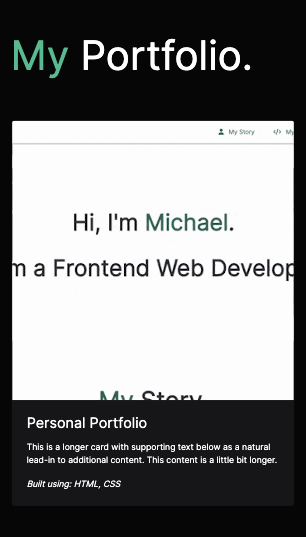 My Portfolio.
My Story </> My
Hi, I'm Michael.
m a Frontend Web Develop
My Story
Personal Portfolio
This is a longer card with supporting text below as a natural
lead-in to additional content. This content is a little bit longer.
Built using: HTML, CSS